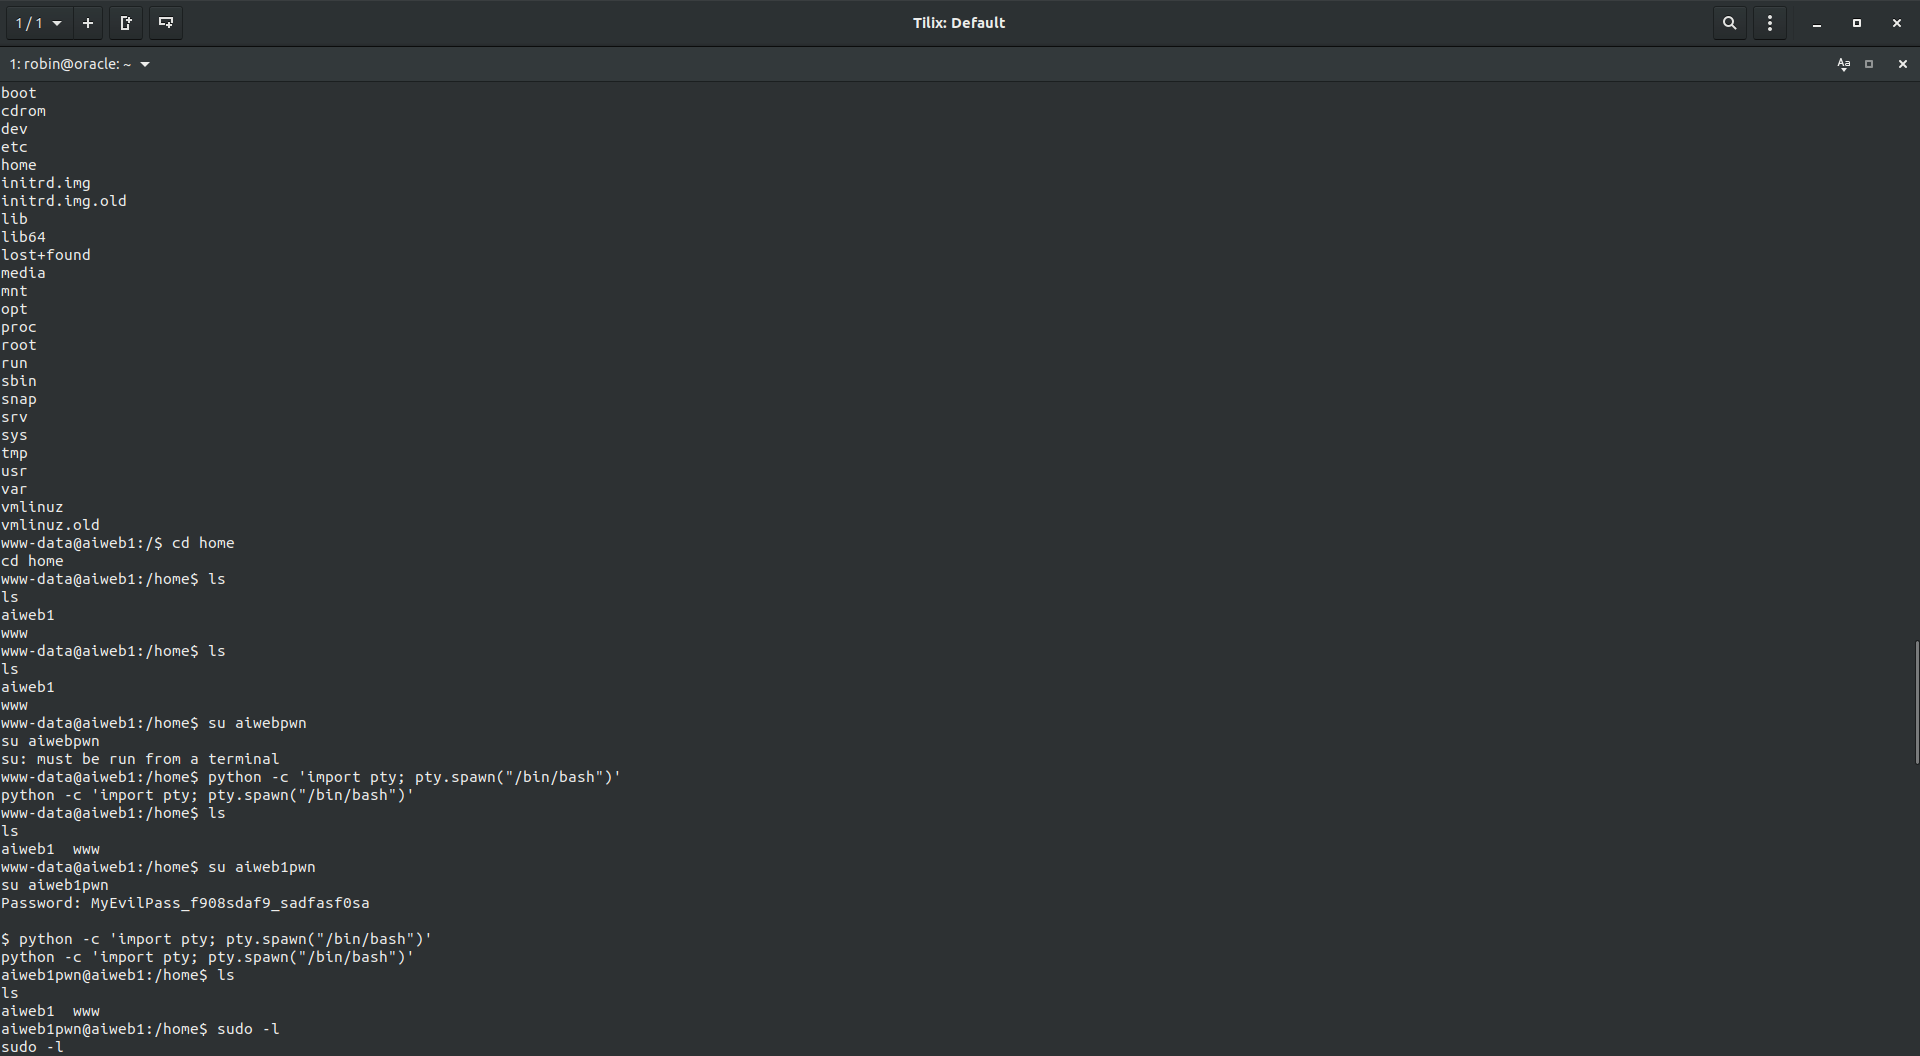 1 / 1
Tilix: Default
1: robin@oracle: ~
Aa
boot
cdrom
dev
etc
home
initrd.img
initrd.img.old
lib
lib64
lost+found
media
mnt
opt
proc
root
run
sbin
snap
srv
sys
tmp
usr
var
vmlinuz
vmlinuz.old
www-data@aiweb1:/$ cd home
cd home
www-data@aiweb1:/home$ ls
ls
aiweb1
www
www-data@aiweb1:/home$ ls
ls
aiweb1
www
www-data@aiweb1:/home$ su aiwebpwn
su aiwebpwn
su: must be run from a terminal
www-data@aiweb1:/home$ python -c 'import pty; pty.spawn("/bin/bash")'
python -c 'import pty; pty.spawn("/bin/bash")'
www-data@aiweb1:/home$ ls
ls
aiweb1  www
www-data@aiweb1:/home$ su aiweb1pwn
su aiweb1pwn
Password: MyEvilPass_f908sdaf9_sadfasf0sa
$ python -c 'import pty; pty.spawn("/bin/bash")'
python -c 'import pty; pty.spawn("/bin/bash")'
aiweb1pwn@aiweb1:/home$ ls
ls
aiweb1  www
aiweb1pwn@aiweb1:/home$ sudo -l
sudo -l